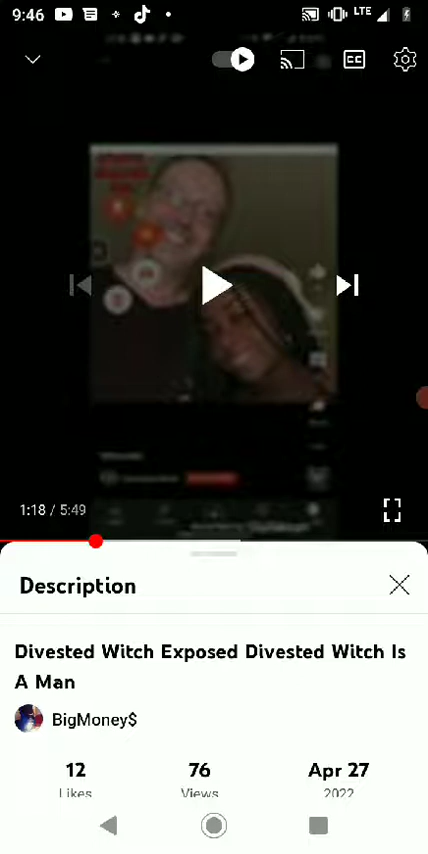 9:46
LTE
CC
1:18 / 5:49
Description
Divested Witch Exposed Divested Witch Is
A Man
BigMoney$
12 76 Apr 27
Likes Views 2022